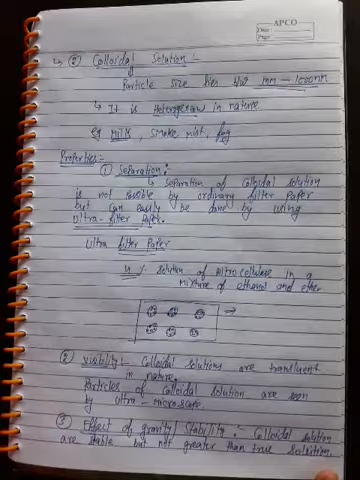 APCO
Date:
Page:
② Colloidal Solution :-
Particle size lies b/w 1nm – 1000nm
↳ It is Heterogenous in nature
eg Milk, smoke mist, fog
Properties:-
① Separation :-
↳ Separation of Colloidal solution
is not possible by ordinary filter Paper
but can easily be done by using
Ultra-filter Paper.
Ultra filter Paper
4 % solution of Nitrocellulose in a
mixture of ethanol and ether
② Visibility :- Colloidal solutions are transluent
in nature.
Particles of Colloidal solution are seen
by ultra-microscope.
③ Effect of gravity/ Stability :- Colloidal solution
are stable but not greater than true solution.